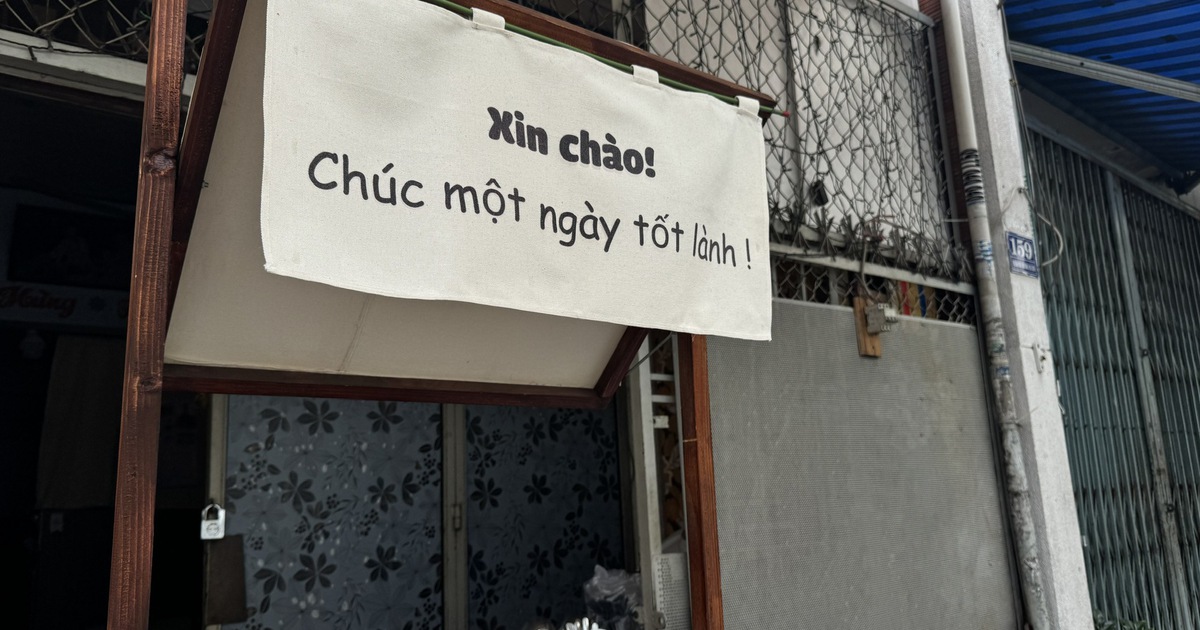 Xin chào!
Chúc một ngày tốt lành !
159